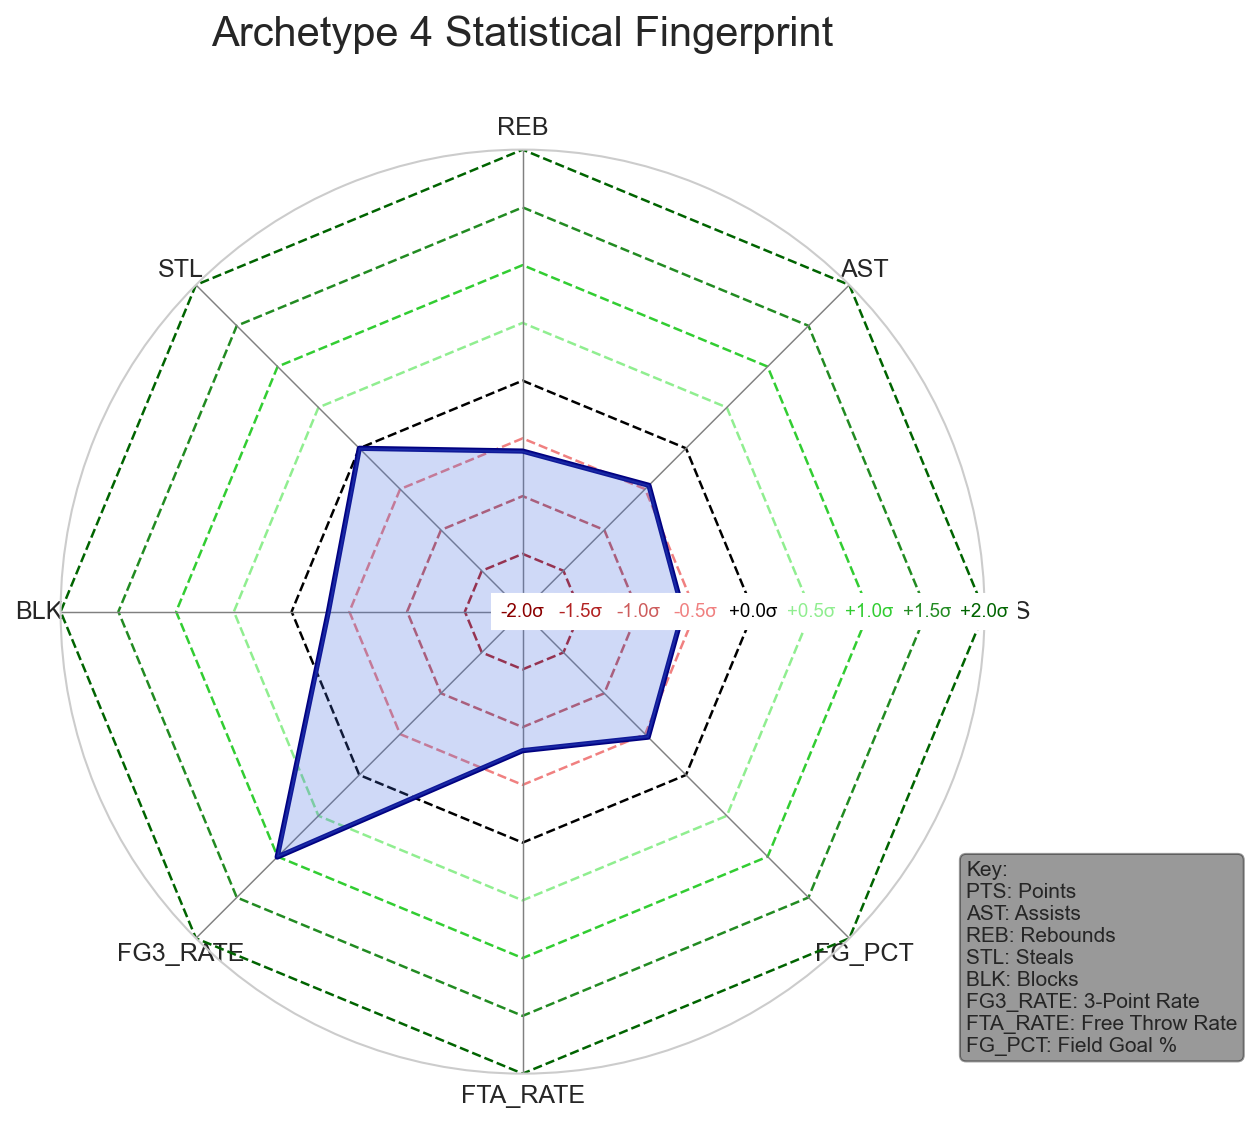 Archetype 4 Statistical Fingerprint
REB
STL
AST
BLK
-2.0σ -1.5σ -1.0σ -0.5σ +0.0σ +0.5σ +1.0σ +1.5σ +2.0σ
S
FG3_RATE
FG_PCT
FTA_RATE
Key:
PTS: Points
AST: Assists
REB: Rebounds
STL: Steals
BLK: Blocks
FG3_RATE: 3-Point Rate
FTA_RATE: Free Throw Rate
FG_PCT: Field Goal %